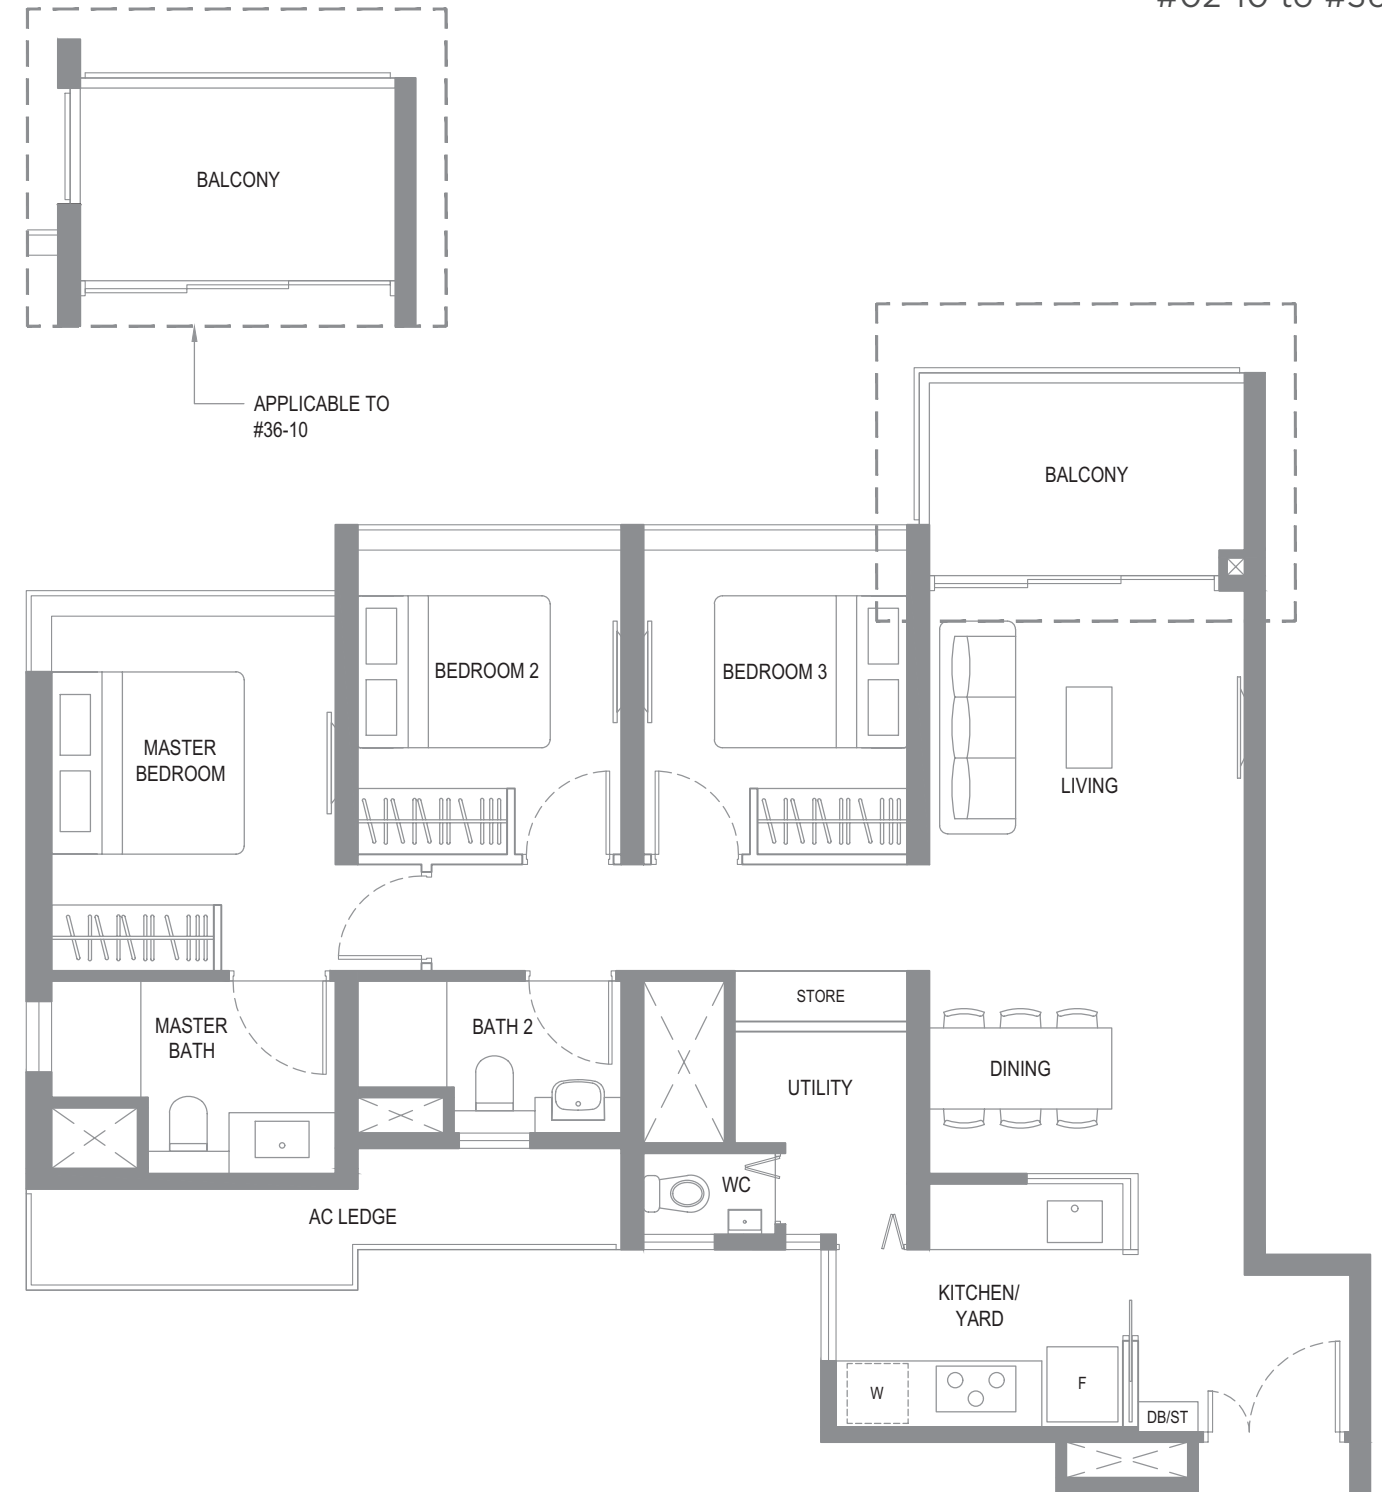 BALCONY
APPLICABLE TO
#36-10
BALCONY
BEDROOM 2
BEDROOM 3
MASTER
BEDROOM
LIVING
STORE
MASTER
BATH
BATH 2
DINING
UTILITY
WC
AC LEDGE
KITCHEN/
YARD
W
F
DB/ST